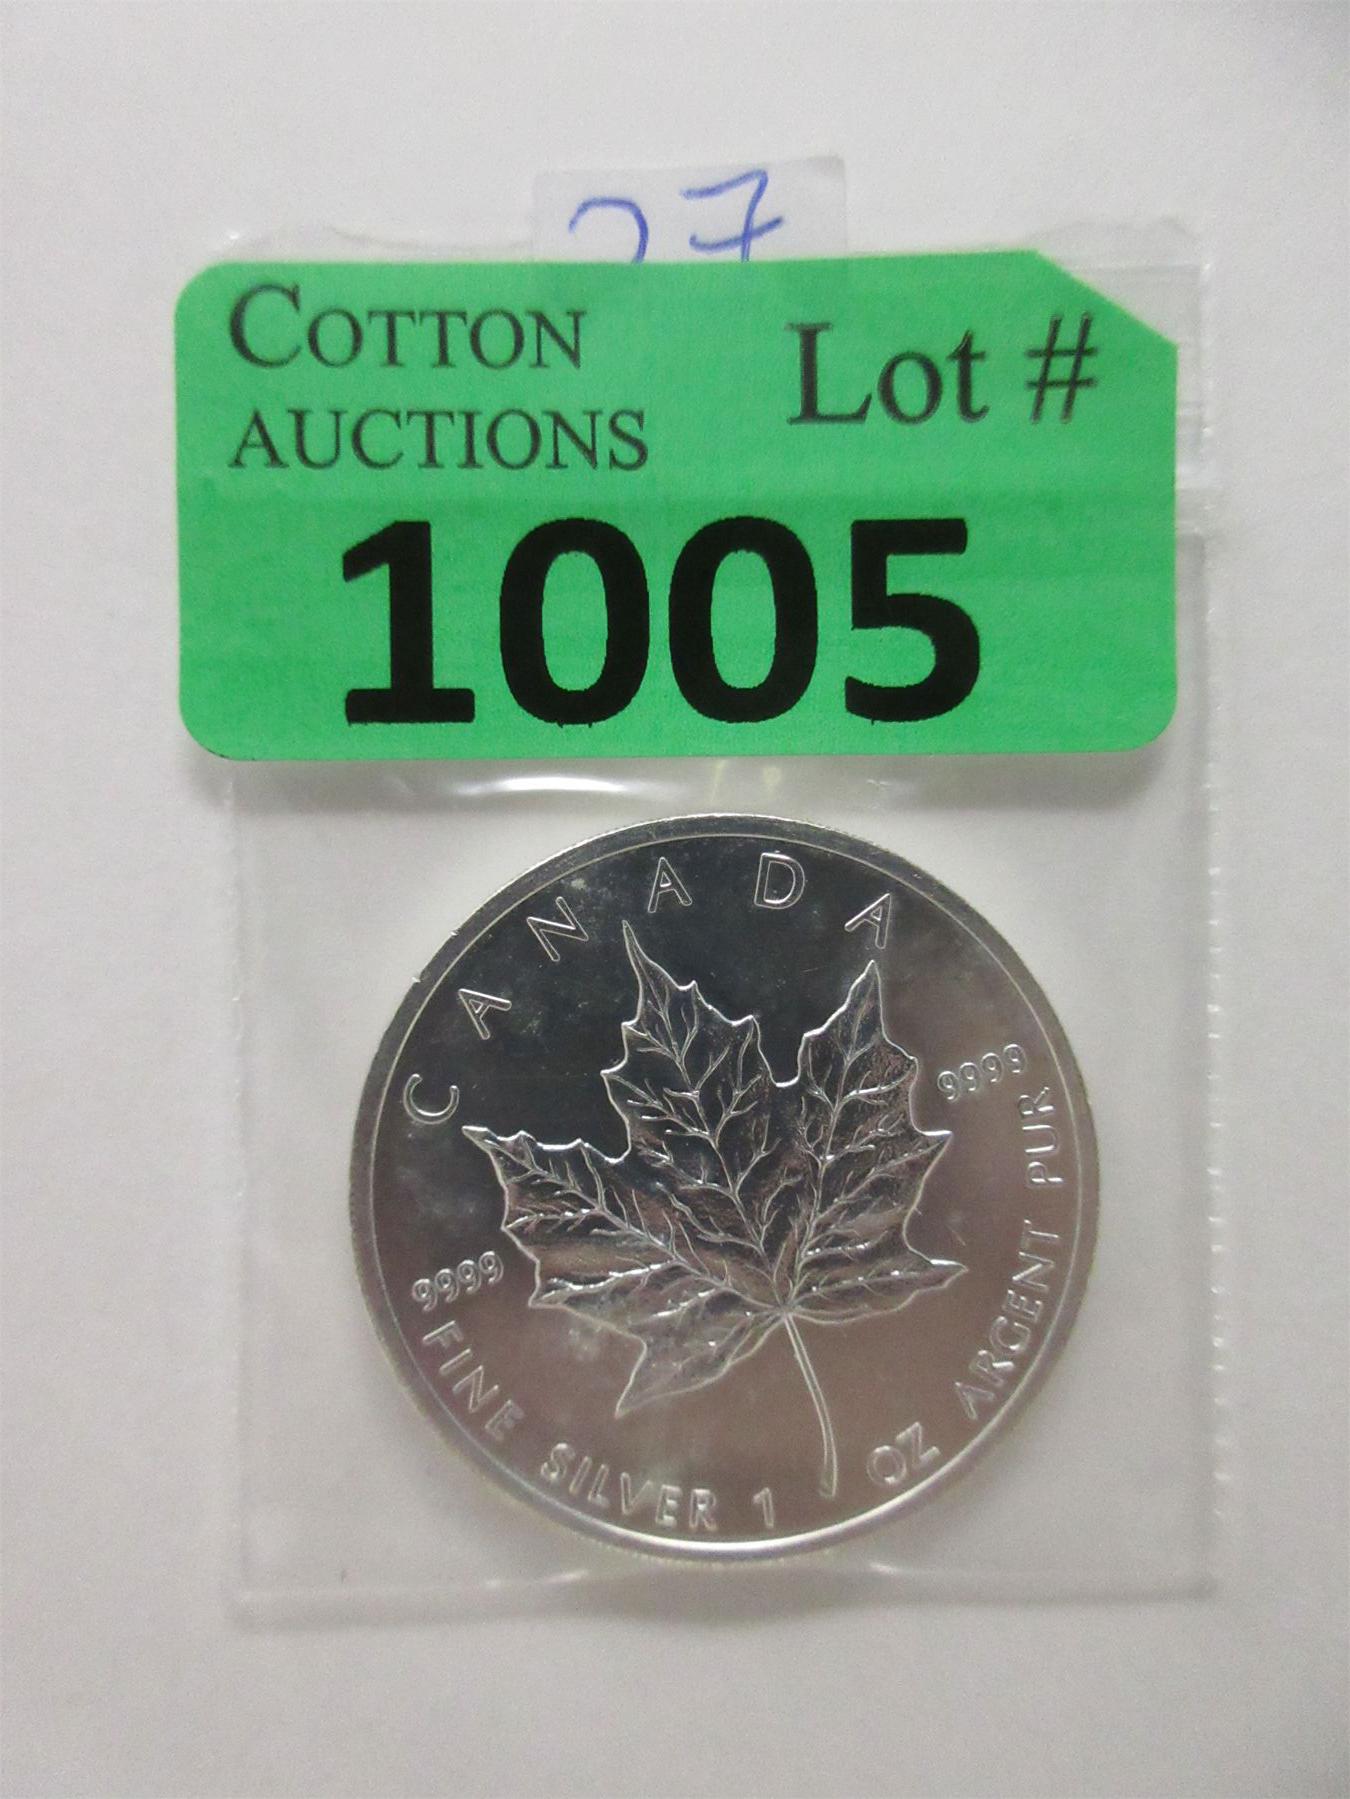 27
COTTON
AUCTIONS
Lot #
1005
CANADA
9999
9999
FINE SILVER 1 OZ ARGENT PUR